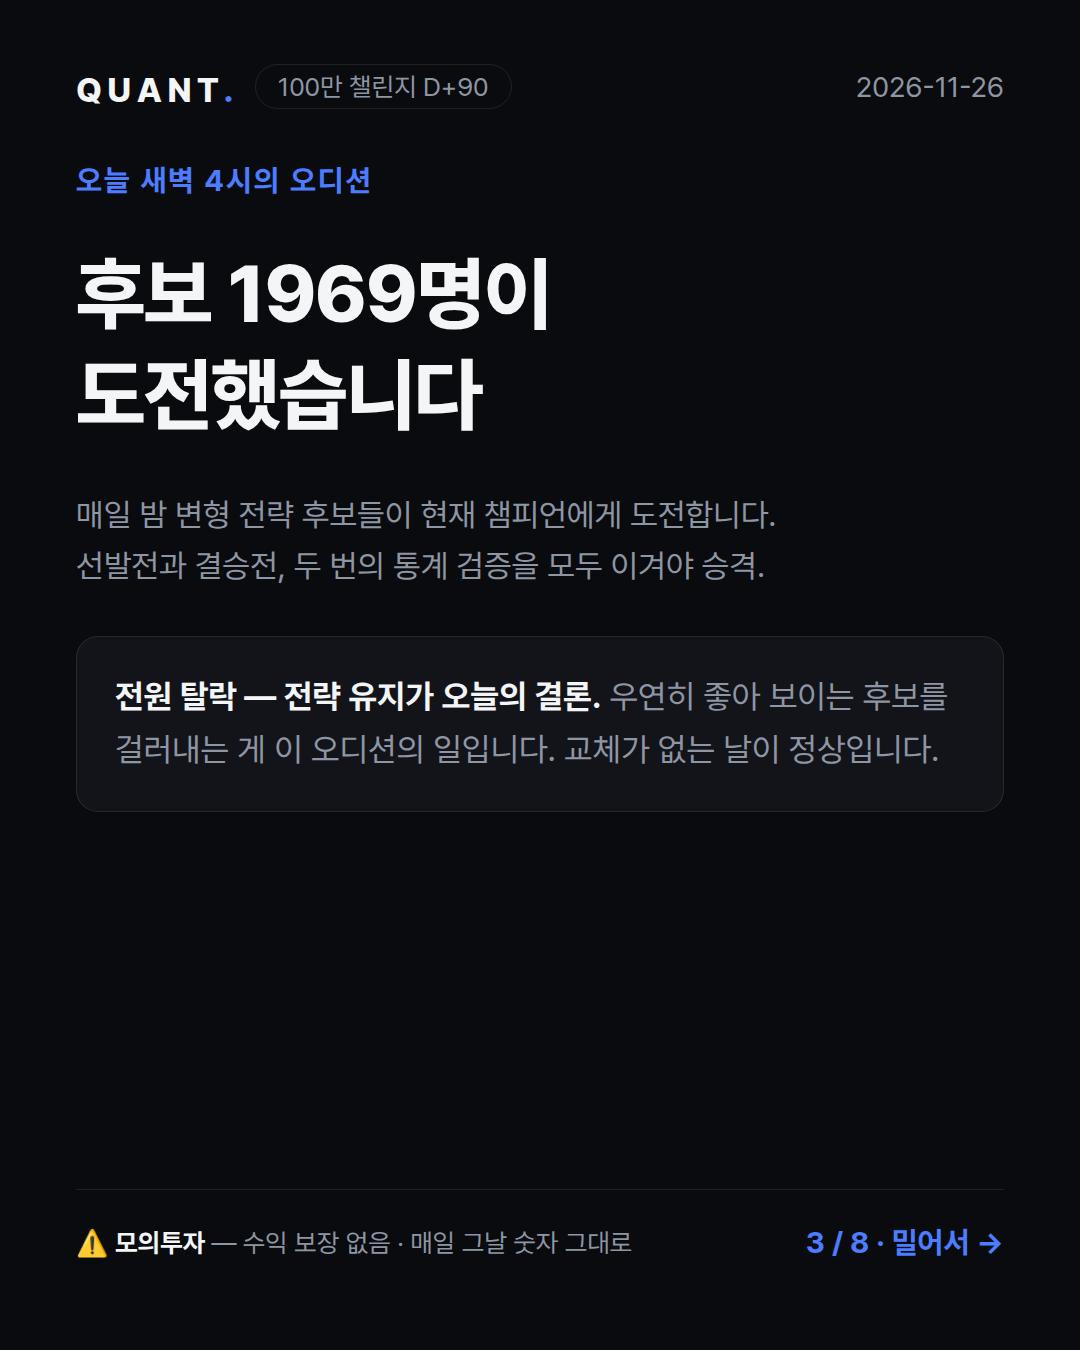 QUANT.
100만 챌린지 D+90
2026-11-26
오늘 새벽 4시의 오디션
후보 1969명이
도전했습니다
매일 밤 변형 전략 후보들이 현재 챔피언에게 도전합니다.
선발전과 결승전, 두 번의 통계 검증을 모두 이겨야 승격.
전원 탈락 — 전략 유지가 오늘의 결론. 우연히 좋아 보이는 후보를
걸러내는 게 이 오디션의 일입니다. 교체가 없는 날이 정상입니다.
⚠️ 모의투자 — 수익 보장 없음 · 매일 그날 숫자 그대로
3 / 8 · 밀어서 →